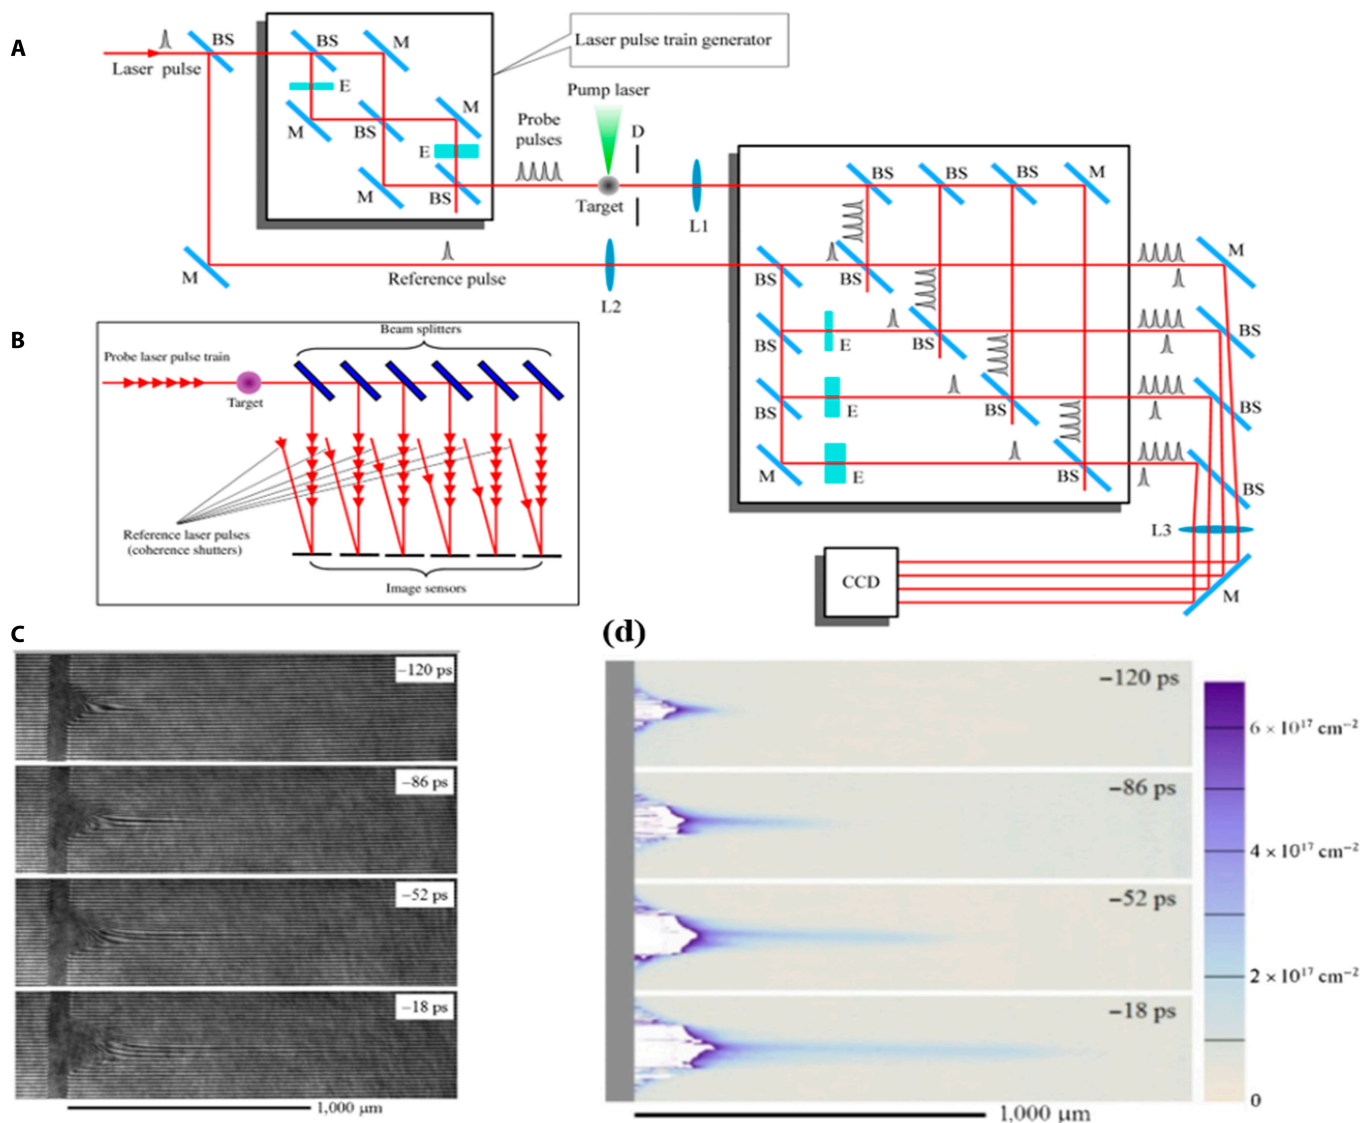 A
Laser pulse
BS
BS
M
E
M
BS
M
E
M
BS
Laser pulse train generator
Pump laser
Probe
pulses
D
Target
L1
M
Reference pulse
L2
BS
BS
BS
M
BS
BS
BS
E
BS
BS
E
BS
M
E
BS
M
BS
BS
BS
L3
M
CCD
B
Beam splitters
Probe laser pulse train
Target
Reference laser pulses
(coherence shutters)
Image sensors
C
−120 ps
−86 ps
−52 ps
−18 ps
1,000 µm
(d)
−120 ps
−86 ps
−52 ps
−18 ps
1,000 µm
6 × 10¹⁷ cm⁻²
4 × 10¹⁷ cm⁻²
2 × 10¹⁷ cm⁻²
0